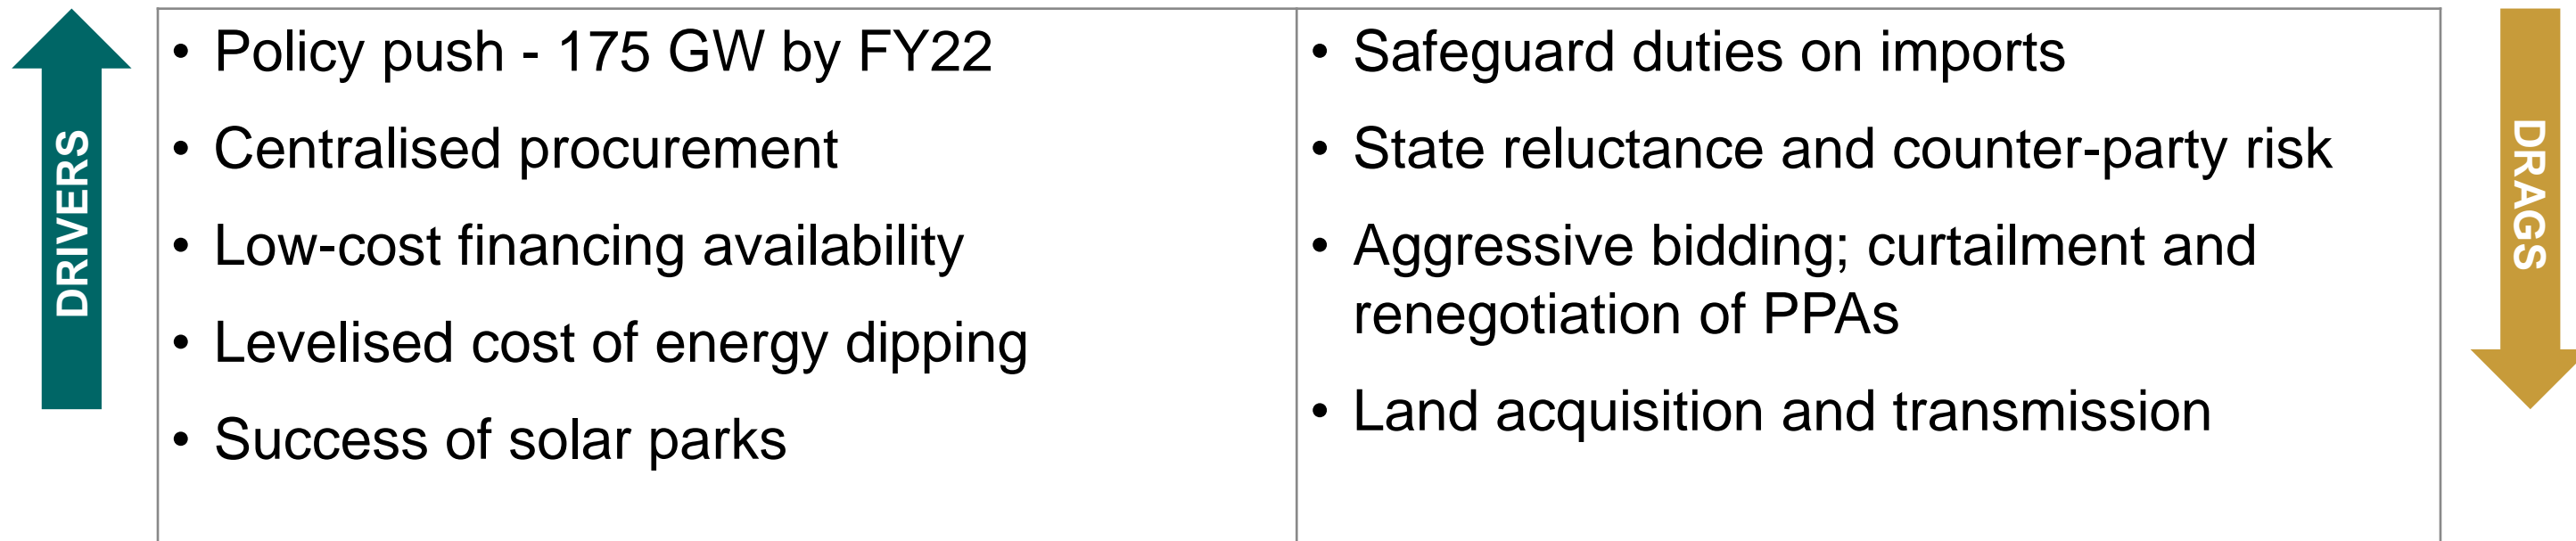 DRIVERS
• Policy push - 175 GW by FY22
• Centralised procurement
• Low-cost financing availability
• Levelised cost of energy dipping
• Success of solar parks
• Safeguard duties on imports
• State reluctance and counter-party risk
• Aggressive bidding; curtailment and
renegotiation of PPAs
• Land acquisition and transmission
DRAGS